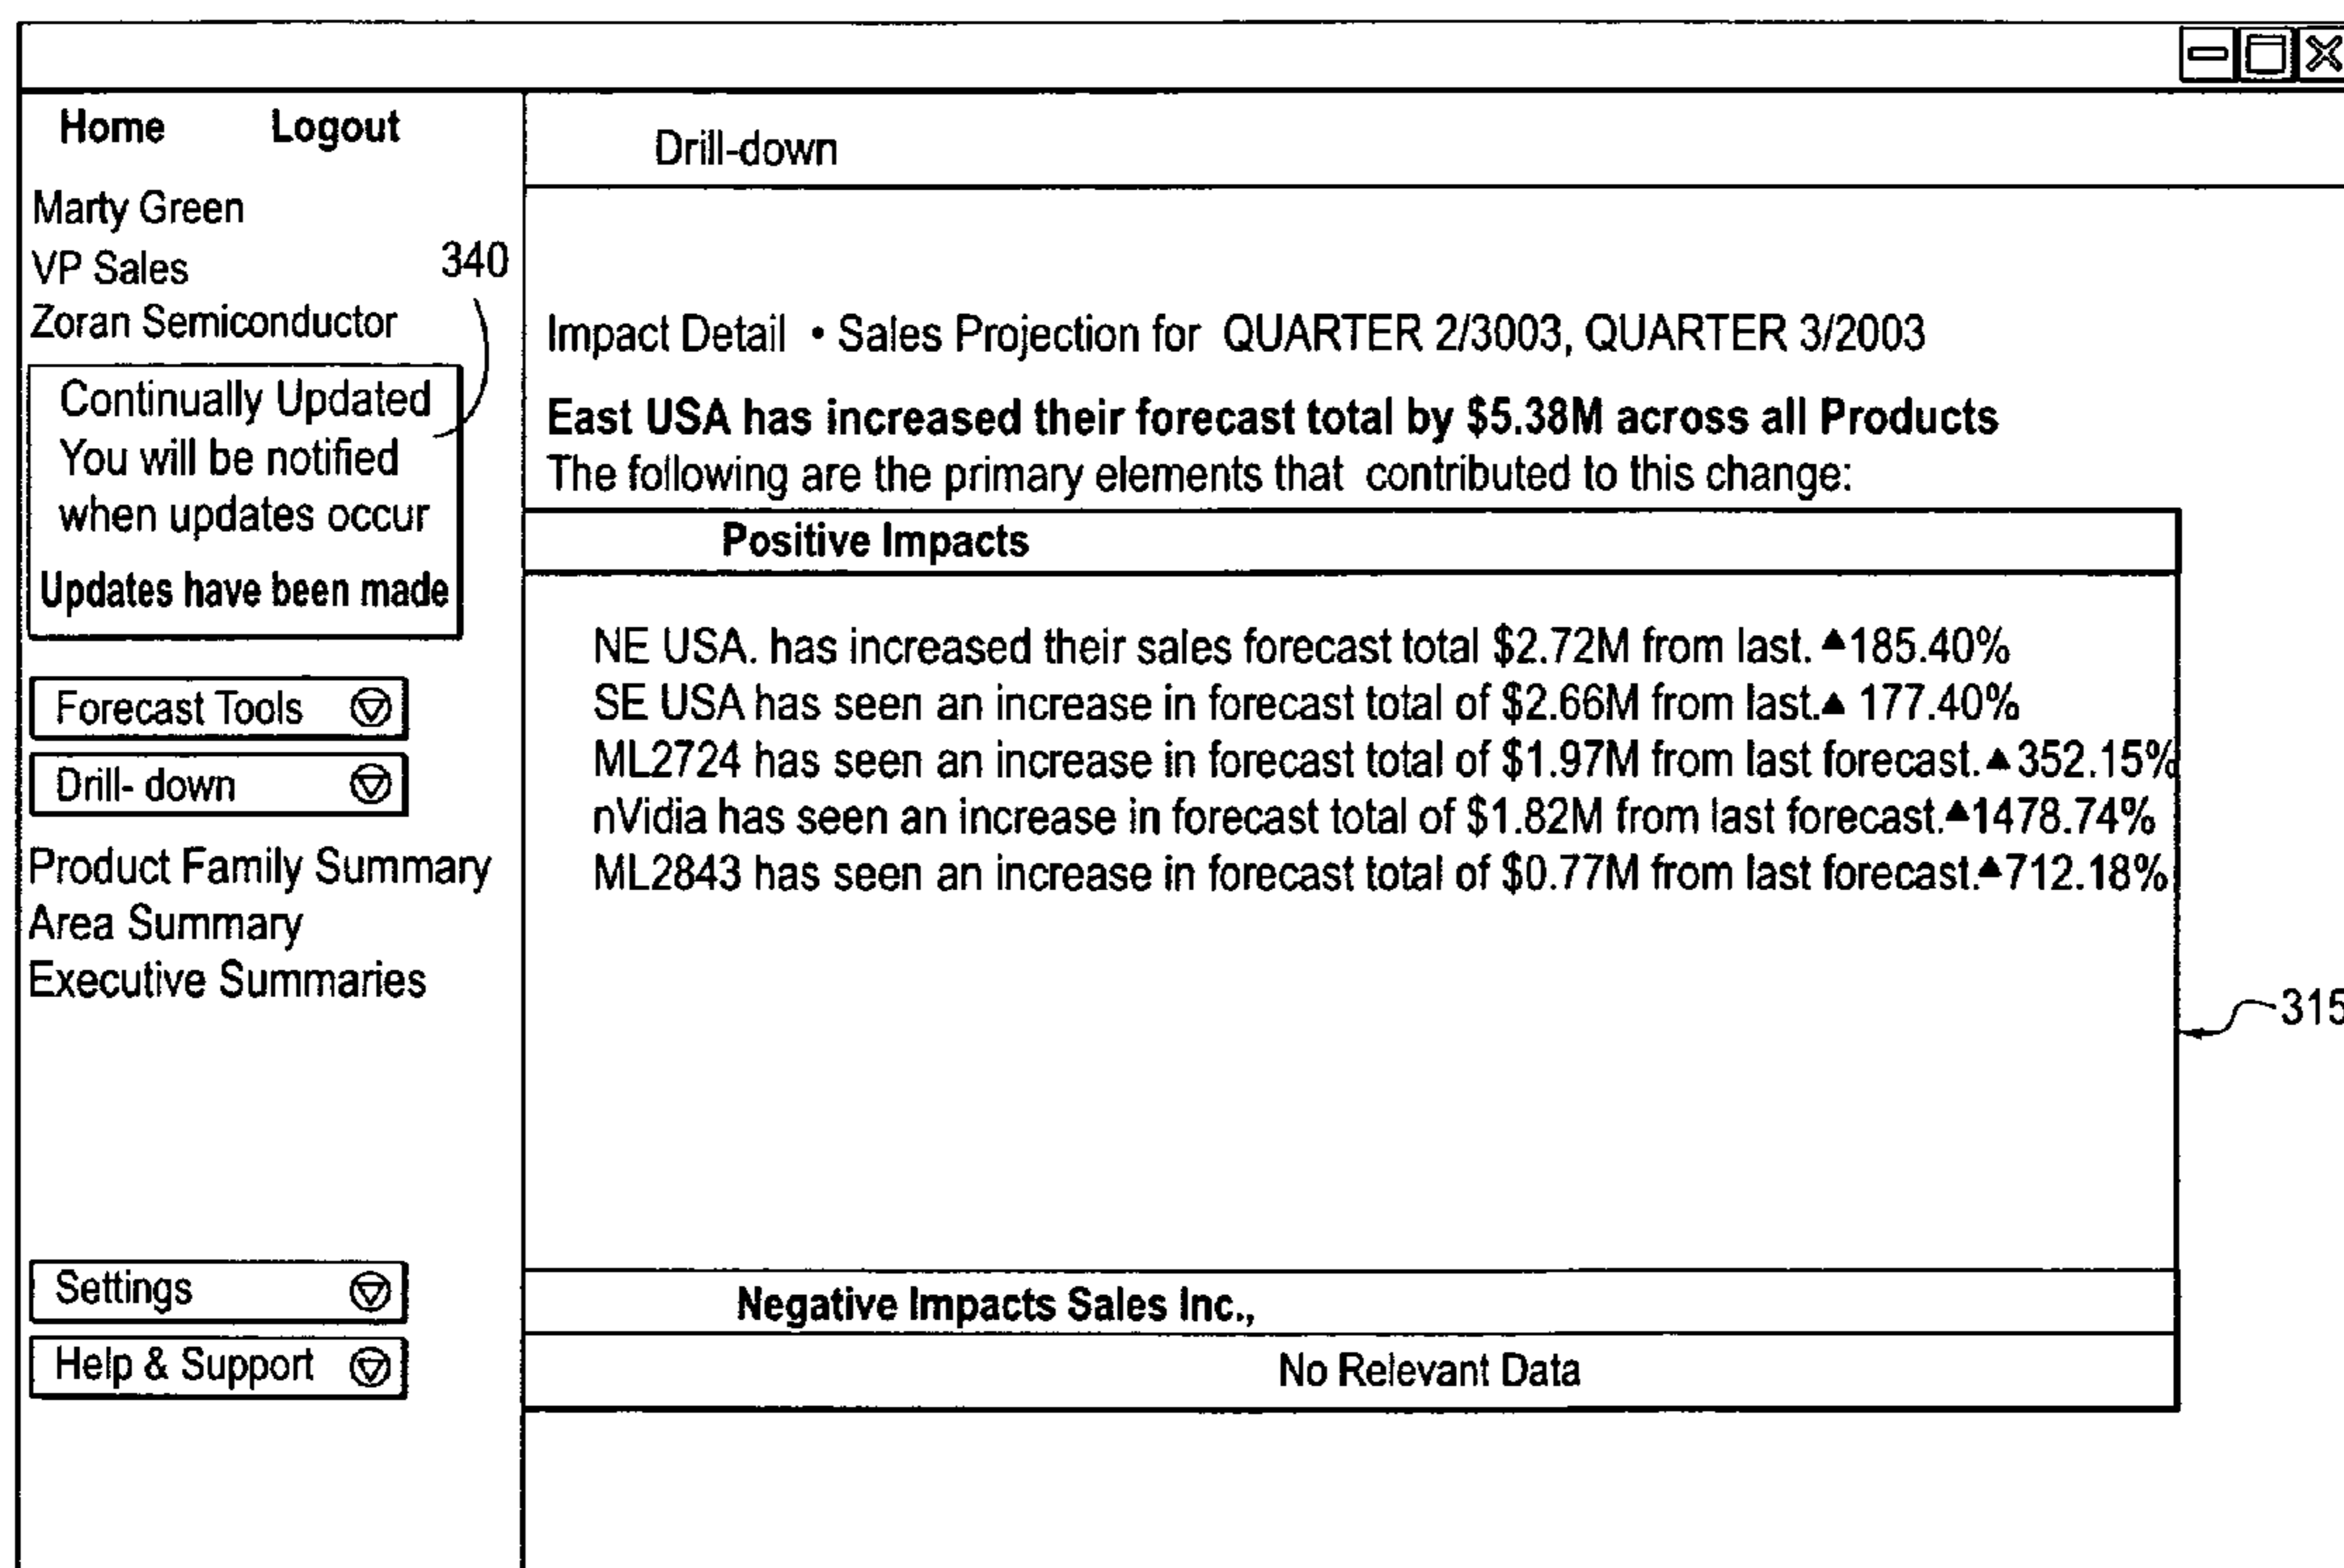 Home Logout
Drill-down
Marty Green
VP Sales
340
Zoran Semiconductor
Continually Updated
You will be notified
when updates occur
Updates have been made
Forecast Tools
Drill- down
Product Family Summary
Area Summary
Executive Summaries
Settings
Help & Support
Impact Detail • Sales Projection for QUARTER 2/3003, QUARTER 3/2003
East USA has increased their forecast total by $5.38M across all Products
The following are the primary elements that contributed to this change:
Positive Impacts
NE USA. has increased their sales forecast total $2.72M from last. ▲185.40%
SE USA has seen an increase in forecast total of $2.66M from last.▲ 177.40%
ML2724 has seen an increase in forecast total of $1.97M from last forecast.▲352.15%
nVidia has seen an increase in forecast total of $1.82M from last forecast.▲1478.74%
ML2843 has seen an increase in forecast total of $0.77M from last forecast.▲712.18%
315
Negative Impacts Sales Inc.,
No Relevant Data